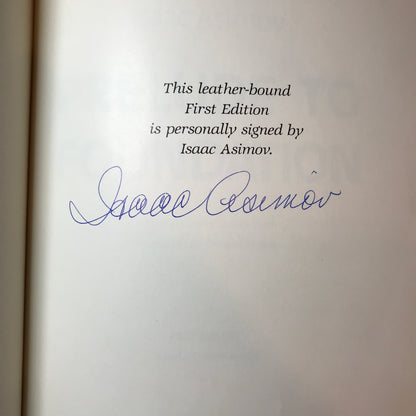 This leather-bound
First Edition
is personally signed by
Isaac Asimov.
Isaac Asimov